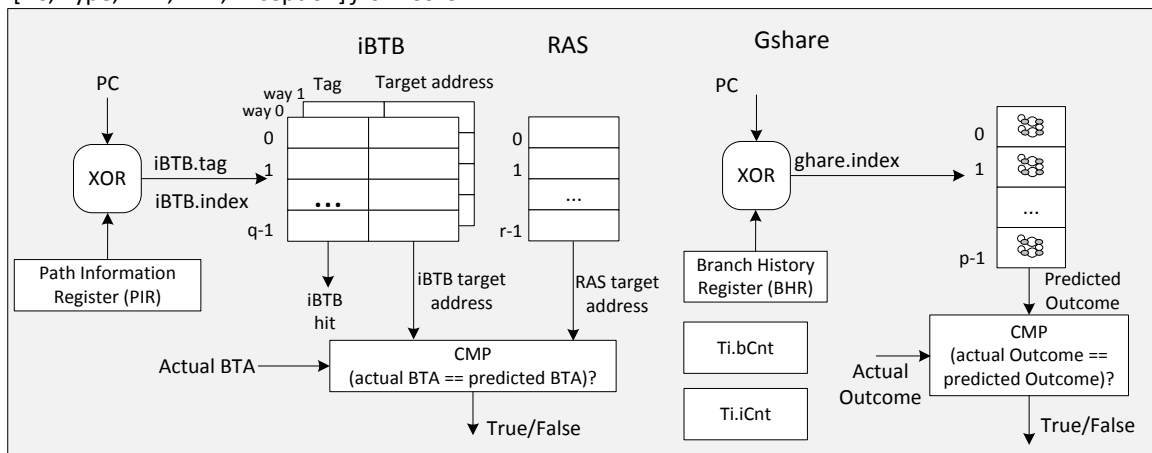 iBTB
RAS
Gshare
PC
Tag
Target address
way 1
way 0
0
1
...
q-1
XOR
iBTB.tag
iBTB.index
Path Information
Register (PIR)
iBTB
hit
iBTB target
address
0
1
...
r-1
RAS target
address
Actual BTA
CMP
(actual BTA == predicted BTA)?
True/False
PC
XOR
ghare.index
Branch History
Register (BHR)
Ti.bCnt
Ti.iCnt
0
1
...
p-1
Predicted
Outcome
CMP
(actual Outcome ==
predicted Outcome)?
Actual
Outcome
True/False